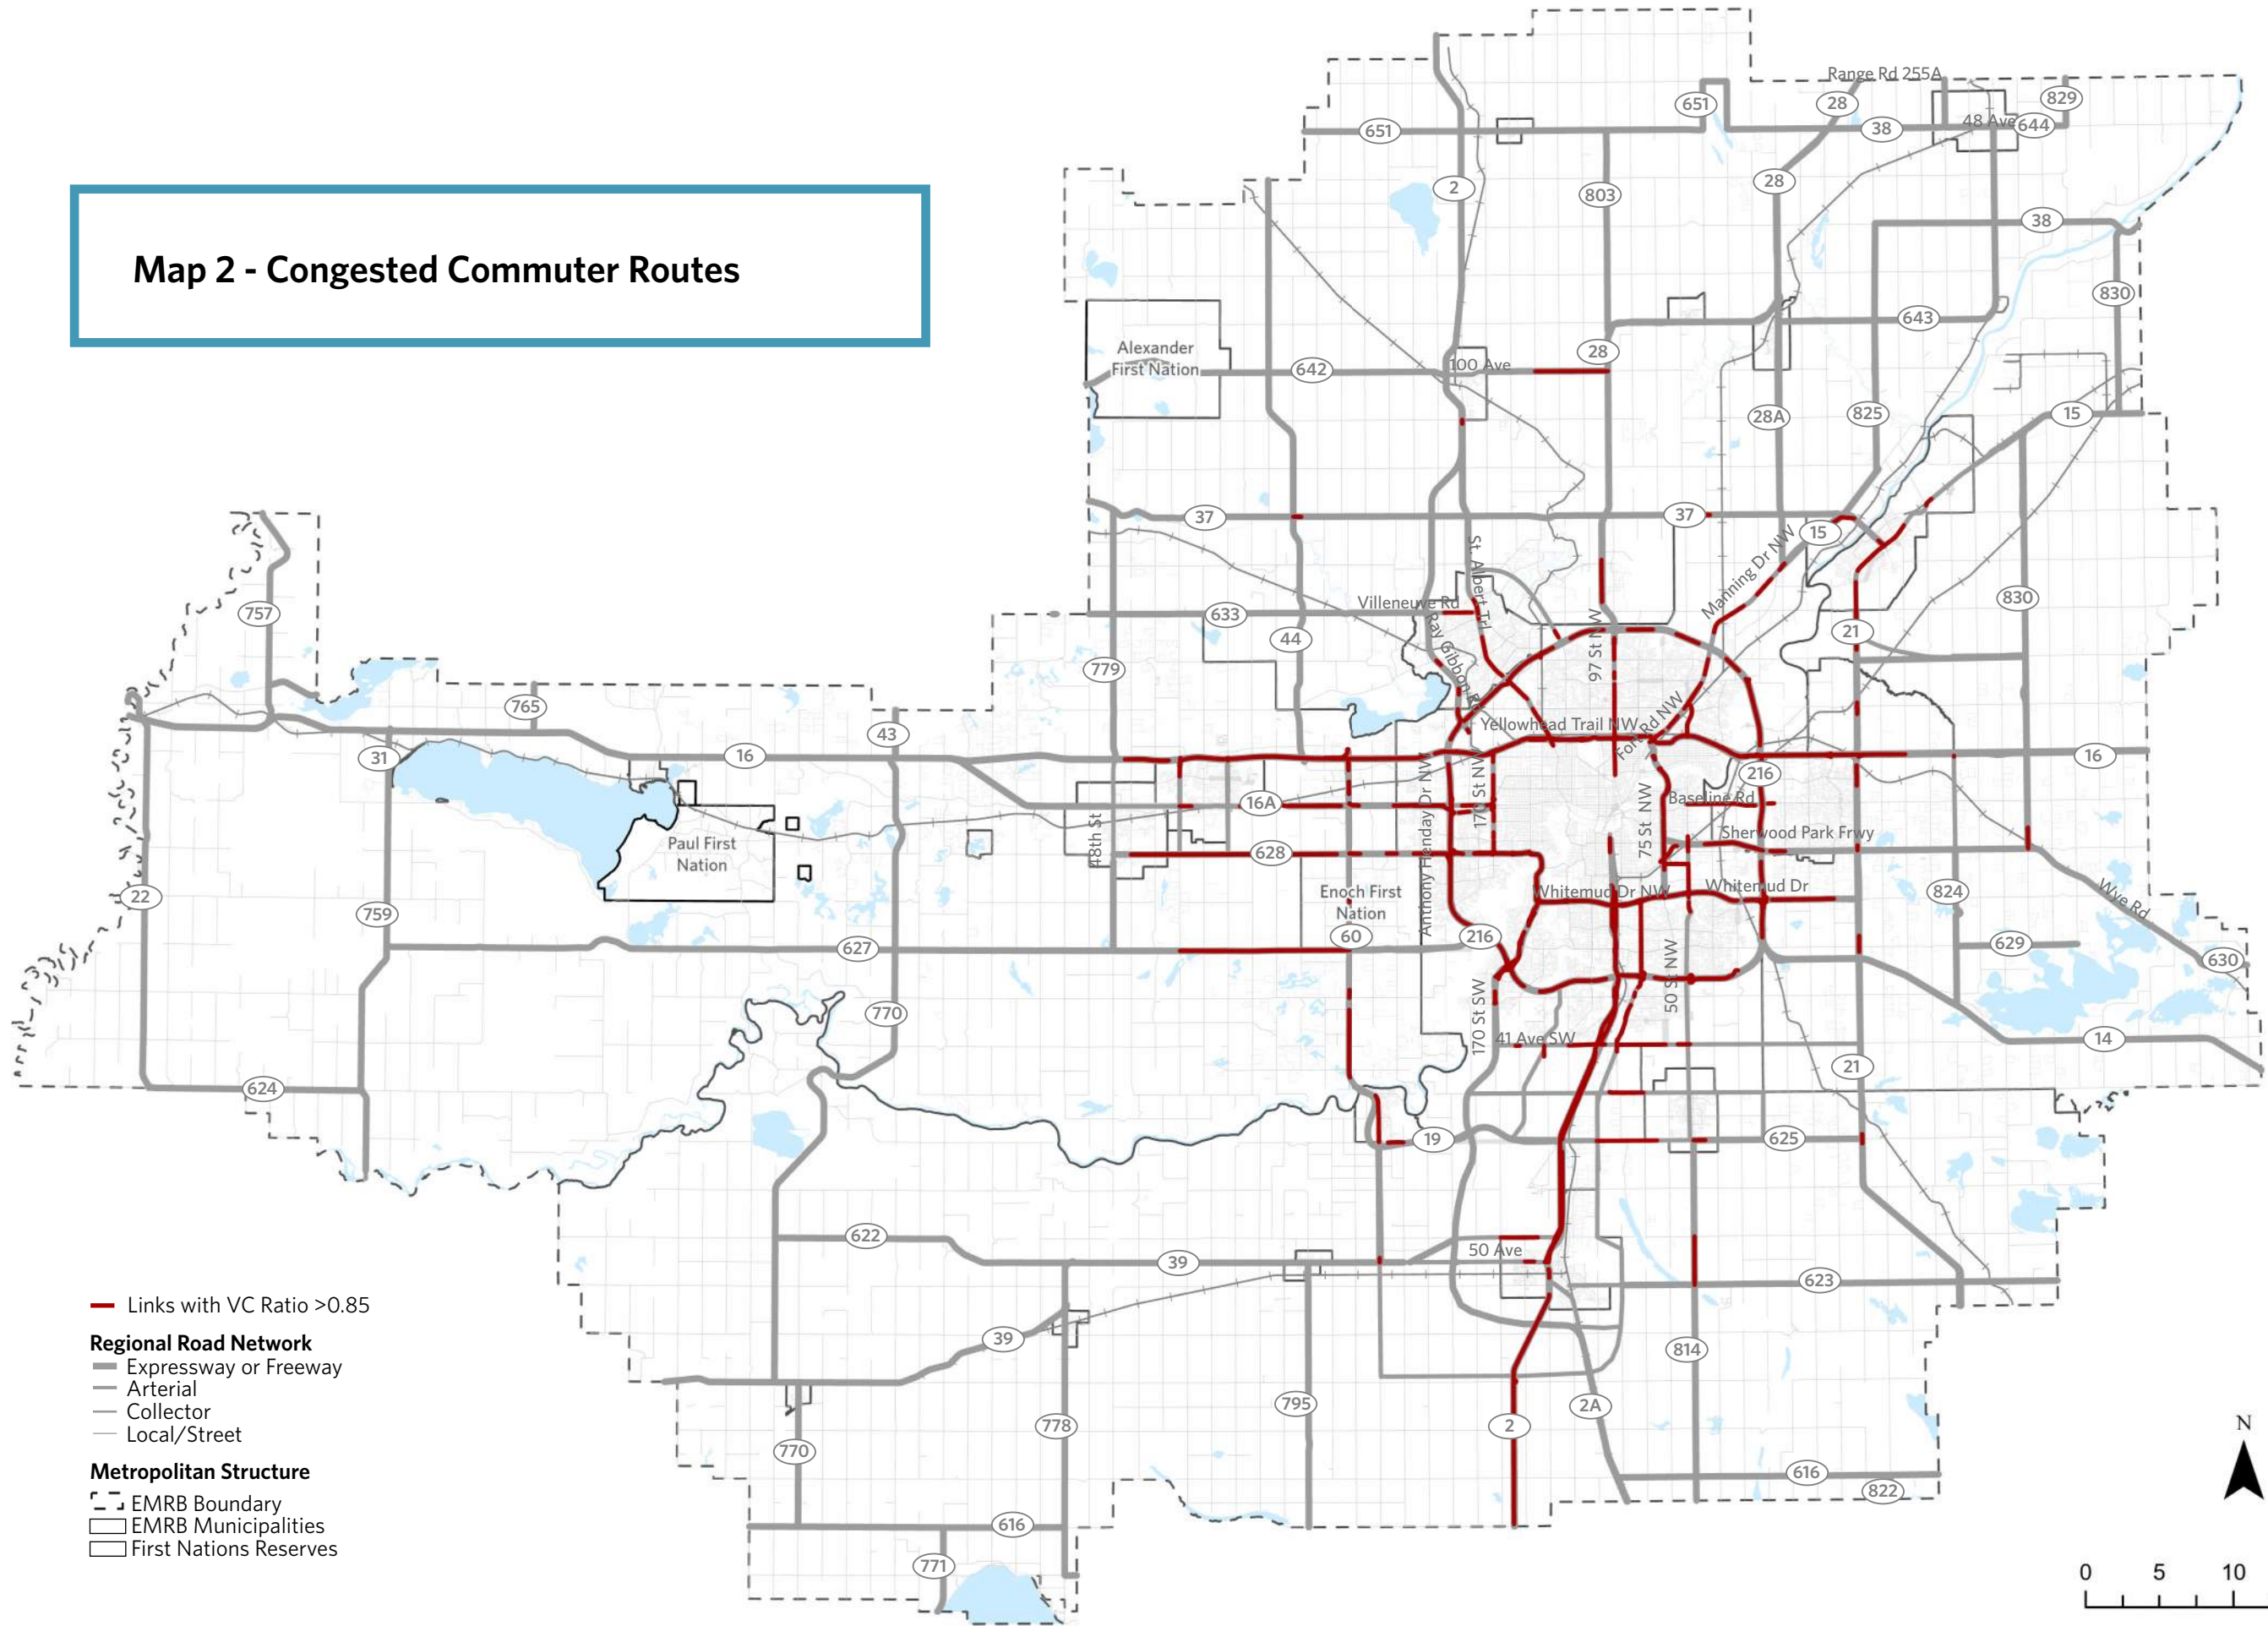 Map 2 - Congested Commuter Routes
Range Rd 255A
651
28
829
651
38
48 Ave
644
2
803
28
38
830
643
Alexander
First Nation
642
100 Ave
28
28A
825
15
37
37
15
Manning Dr NW
St. Albert Trl
757
633
Villeneuve Rd
830
44
Ray Gibbon Dr
97 St NW
21
779
765
43
31
16
Yellowhead Trail NW
Fort Rd NW
16
216
16A
170 St NW
Baseline Rd
Anthony Henday Dr NW
75 St NW
Sherwood Park Frwy
48th St
Paul First
Nation
628
22
759
Enoch First
Nation
Whitemud Dr NW
Whitemud Dr
824
Wye Rd
627
60
216
50 St NW
629
630
770
170 St SW
41 Ave SW
14
624
21
19
625
622
39
50 Ave
623
39
814
795
2A
778
2
770
616
822
616
771
Links with VC Ratio >0.85
Regional Road Network
Expressway or Freeway
Arterial
Collector
Local/Street
Metropolitan Structure
EMRB Boundary
EMRB Municipalities
First Nations Reserves
N
0 5 10